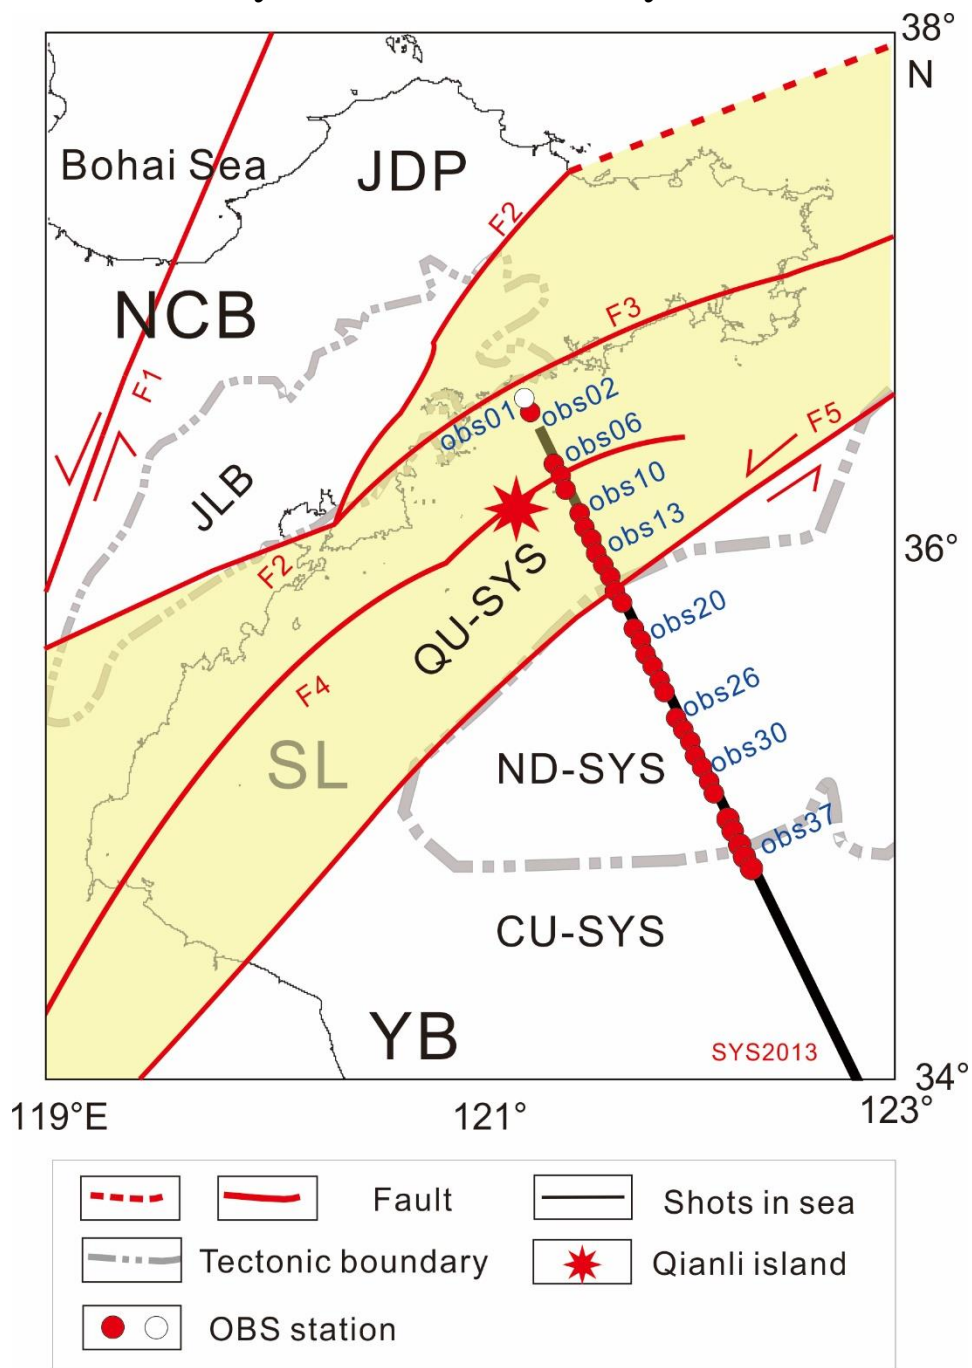 38°
N
Bohai Sea
JDP
F2
NCB
F3
F1
obs01
obs02
F5
obs06
JLB
obs10
obs13
36°
F2
QU-SYS
obs20
F4
obs26
SL
ND-SYS
obs30
obs37
CU-SYS
YB
SYS2013
34°
119°E
121°
123°
Fault
Shots in sea
Tectonic boundary
Qianli island
OBS station